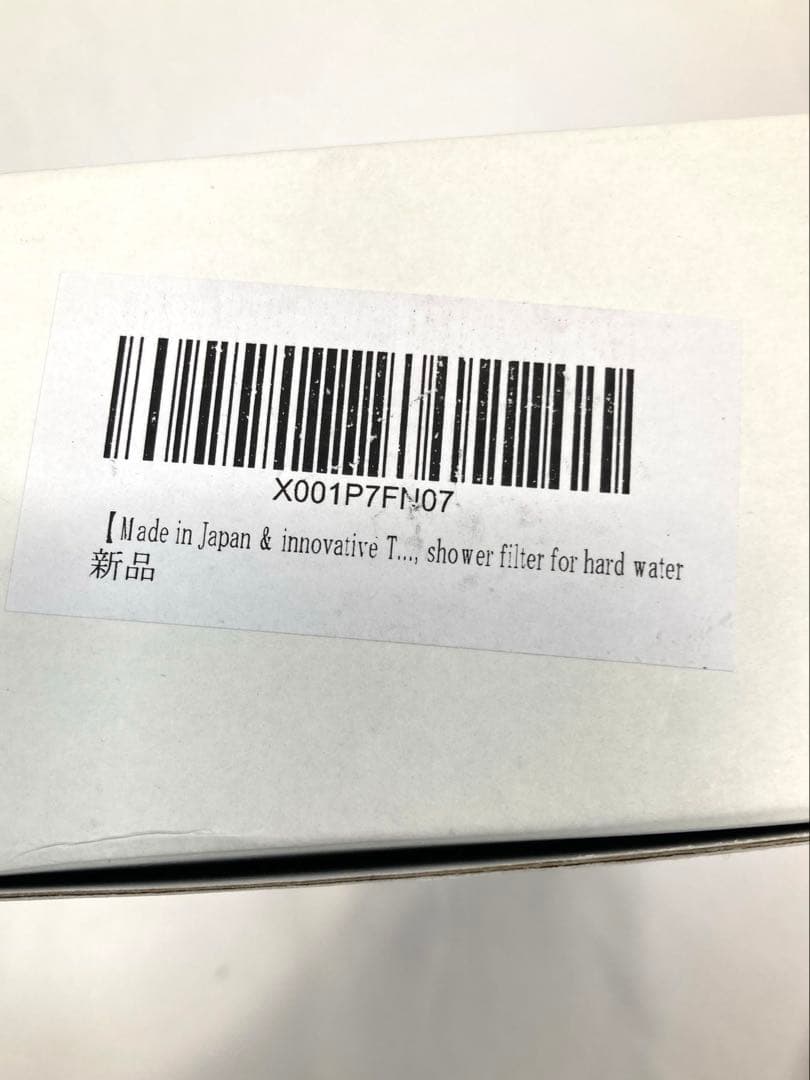 X001P7FN07
【Made in Japan & innovative T..., shower filter for hard water
新品